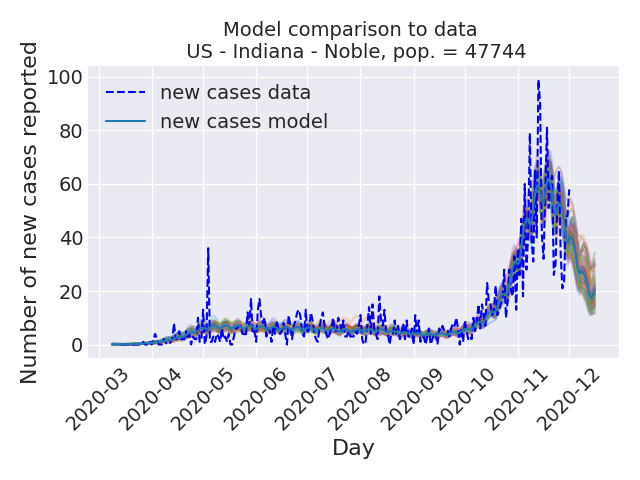 Model comparison to data
US - Indiana - Noble, pop. = 47744
Number of new cases reported
100
80
60
40
20
0
new cases data
new cases model
2020-03
2020-04
2020-05
2020-06
2020-07
2020-08
2020-09
2020-10
2020-11
2020-12
Day